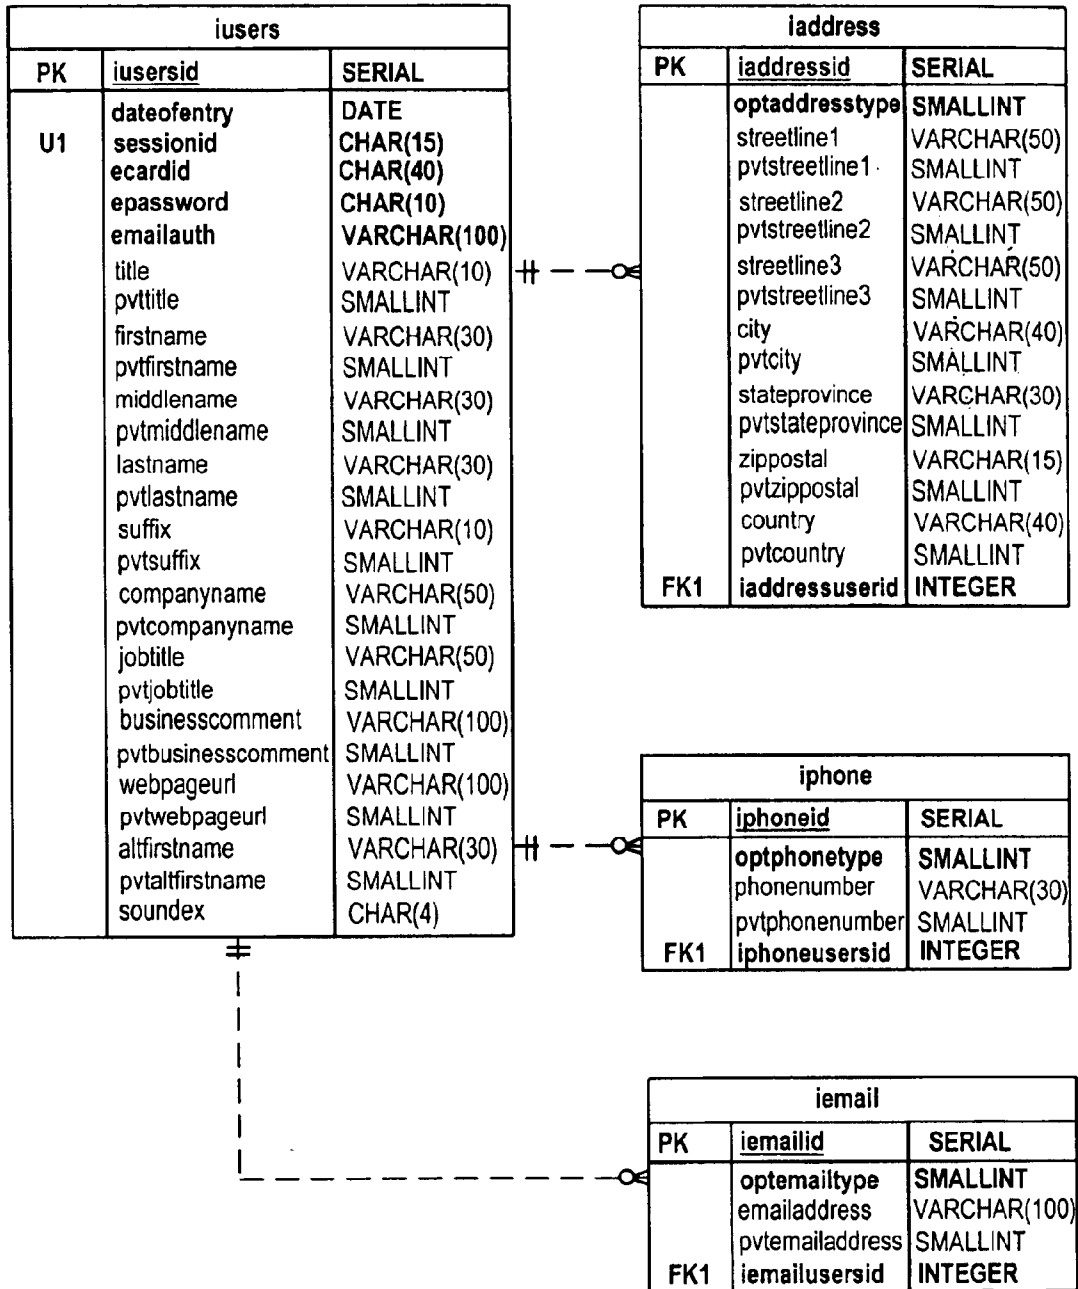 iusers
PK iusersid SERIAL
dateofentry DATE
U1 sessionid CHAR(15)
ecardid CHAR(40)
epassword CHAR(10)
emailauth VARCHAR(100)
title VARCHAR(10)
pvttitle SMALLINT
firstname VARCHAR(30)
pvtfirstname SMALLINT
middlename VARCHAR(30)
pvtmiddlename SMALLINT
lastname VARCHAR(30)
pvtlastname SMALLINT
suffix VARCHAR(10)
pvtsuffix SMALLINT
companyname VARCHAR(50)
pvtcompanyname SMALLINT
jobtitle VARCHAR(50)
pvtjobtitle SMALLINT
businesscomment VARCHAR(100)
pvtbusinesscomment SMALLINT
webpageurl VARCHAR(100)
pvtwebpageurl SMALLINT
altfirstname VARCHAR(30)
pvtaltfirstname SMALLINT
soundex CHAR(4)
iaddress
PK iaddressid SERIAL
optaddresstype SMALLINT
streetline1 VARCHAR(50)
pvtstreetline1 SMALLINT
streetline2 VARCHAR(50)
pvtstreetline2 SMALLINT
streetline3 VARCHAR(50)
pvtstreetline3 SMALLINT
city VARCHAR(40)
pvtcity SMALLINT
stateprovince VARCHAR(30)
pvtstateprovince SMALLINT
zippostal VARCHAR(15)
pvtzippostal SMALLINT
country VARCHAR(40)
pvtcountry SMALLINT
FK1 iaddressuserid INTEGER
iphone
PK iphoneid SERIAL
optphonetype SMALLINT
phonenumber VARCHAR(30)
pvtphonenumber SMALLINT
FK1 iphoneusersid INTEGER
iemail
PK iemailid SERIAL
optemailtype SMALLINT
emailaddress VARCHAR(100)
pvtemailaddress SMALLINT
FK1 iemailusersid INTEGER